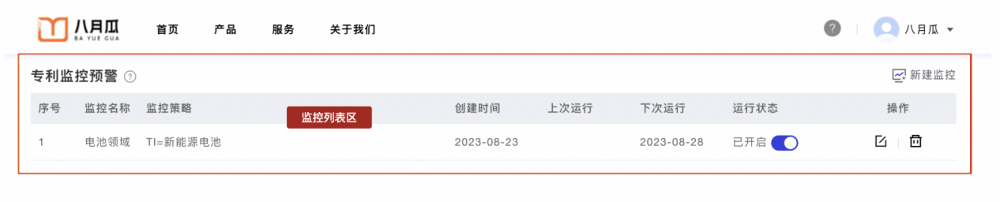 八月瓜 首页 产品 服务 关于我们 ? 八月瓜
BA YUE GUA
专利监控预警 ? 新建监控
序号 监控名称 监控策略 创建时间 上次运行 下次运行 运行状态 操作
监控列表区
1 电池领域 TI=新能源电池 2023-08-23 2023-08-28 已开启